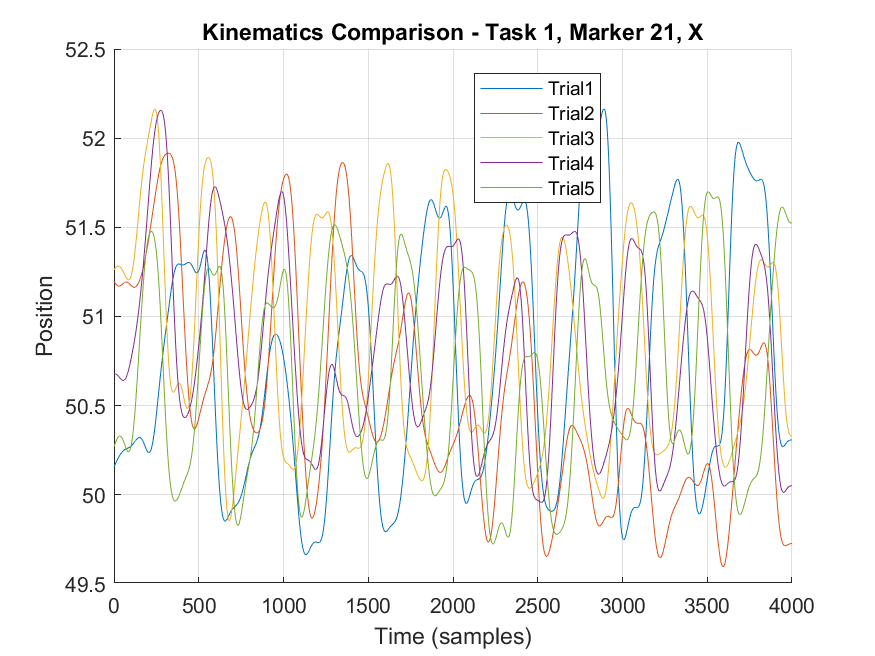 Kinematics Comparison - Task 1, Marker 21, X
52.5
52
51.5
51
50.5
50
49.5
Position
Trial1
Trial2
Trial3
Trial4
Trial5
0 500 1000 1500 2000 2500 3000 3500 4000
Time (samples)